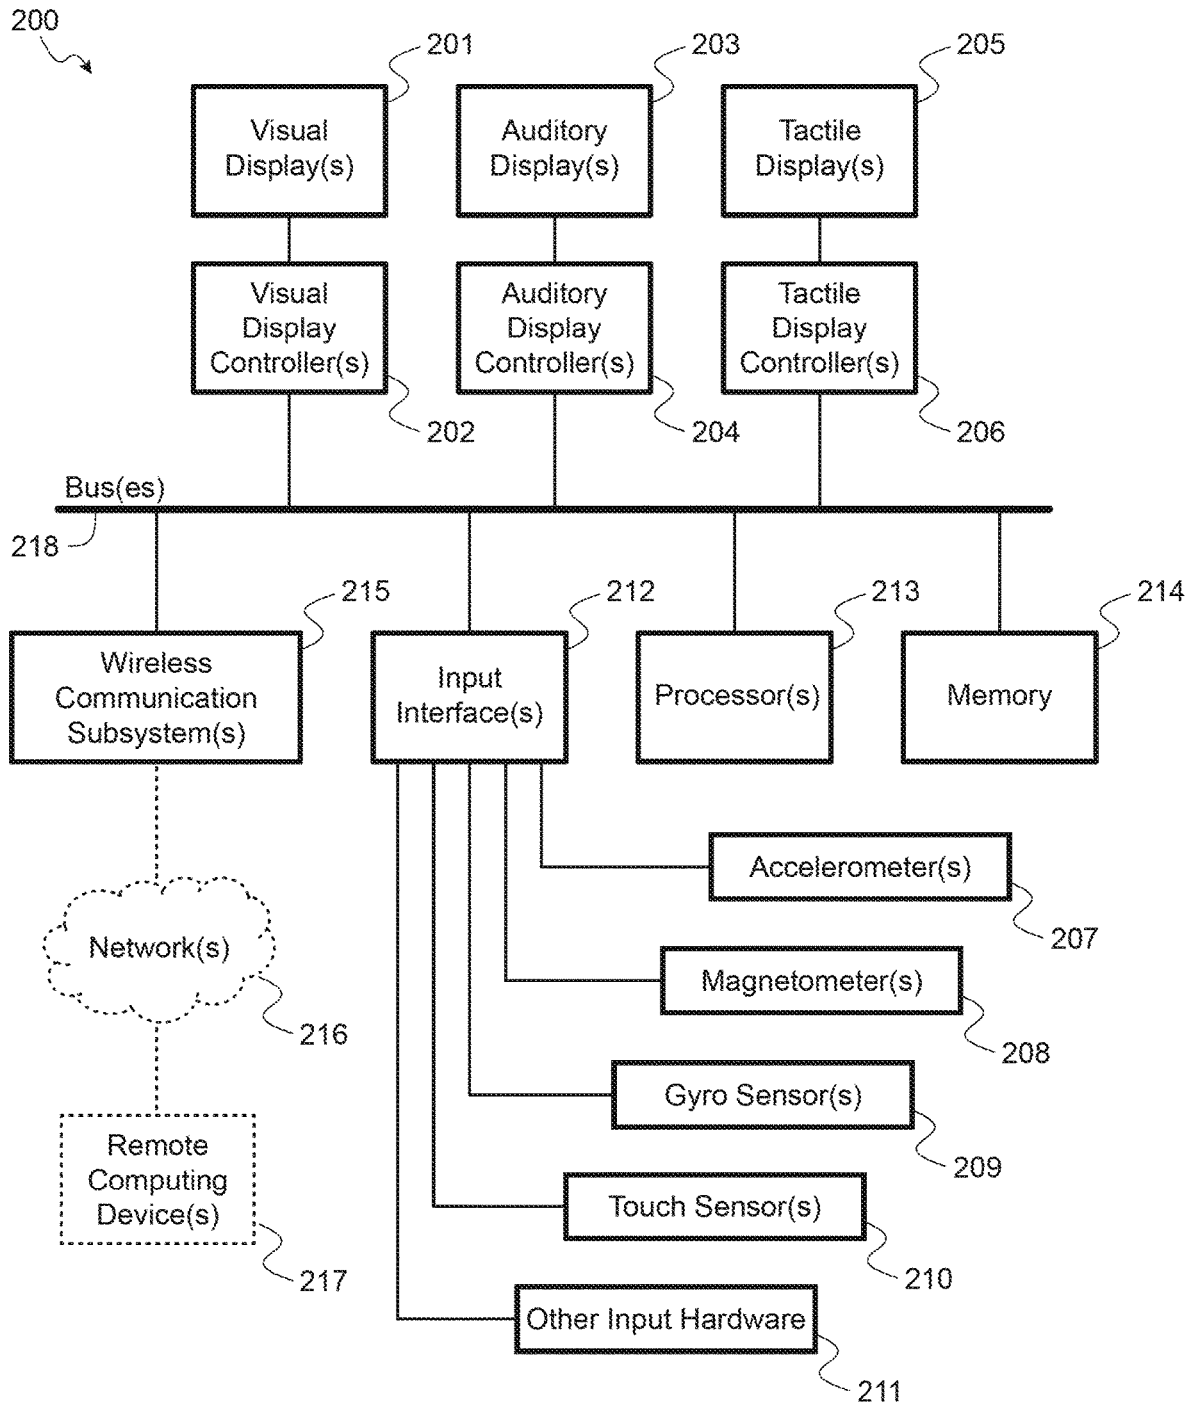 200
201
203
205
Visual
Display(s)
Auditory
Display(s)
Tactile
Display(s)
Visual
Display
Controller(s)
Auditory
Display
Controller(s)
Tactile
Display
Controller(s)
202
204
206
Bus(es)
218
215
212
213
214
Wireless
Communication
Subsystem(s)
Input
Interface(s)
Processor(s)
Memory
Accelerometer(s)
207
Network(s)
Magnetometer(s)
216
208
Gyro Sensor(s)
209
Remote
Computing
Device(s)
Touch Sensor(s)
217
210
Other Input Hardware
211